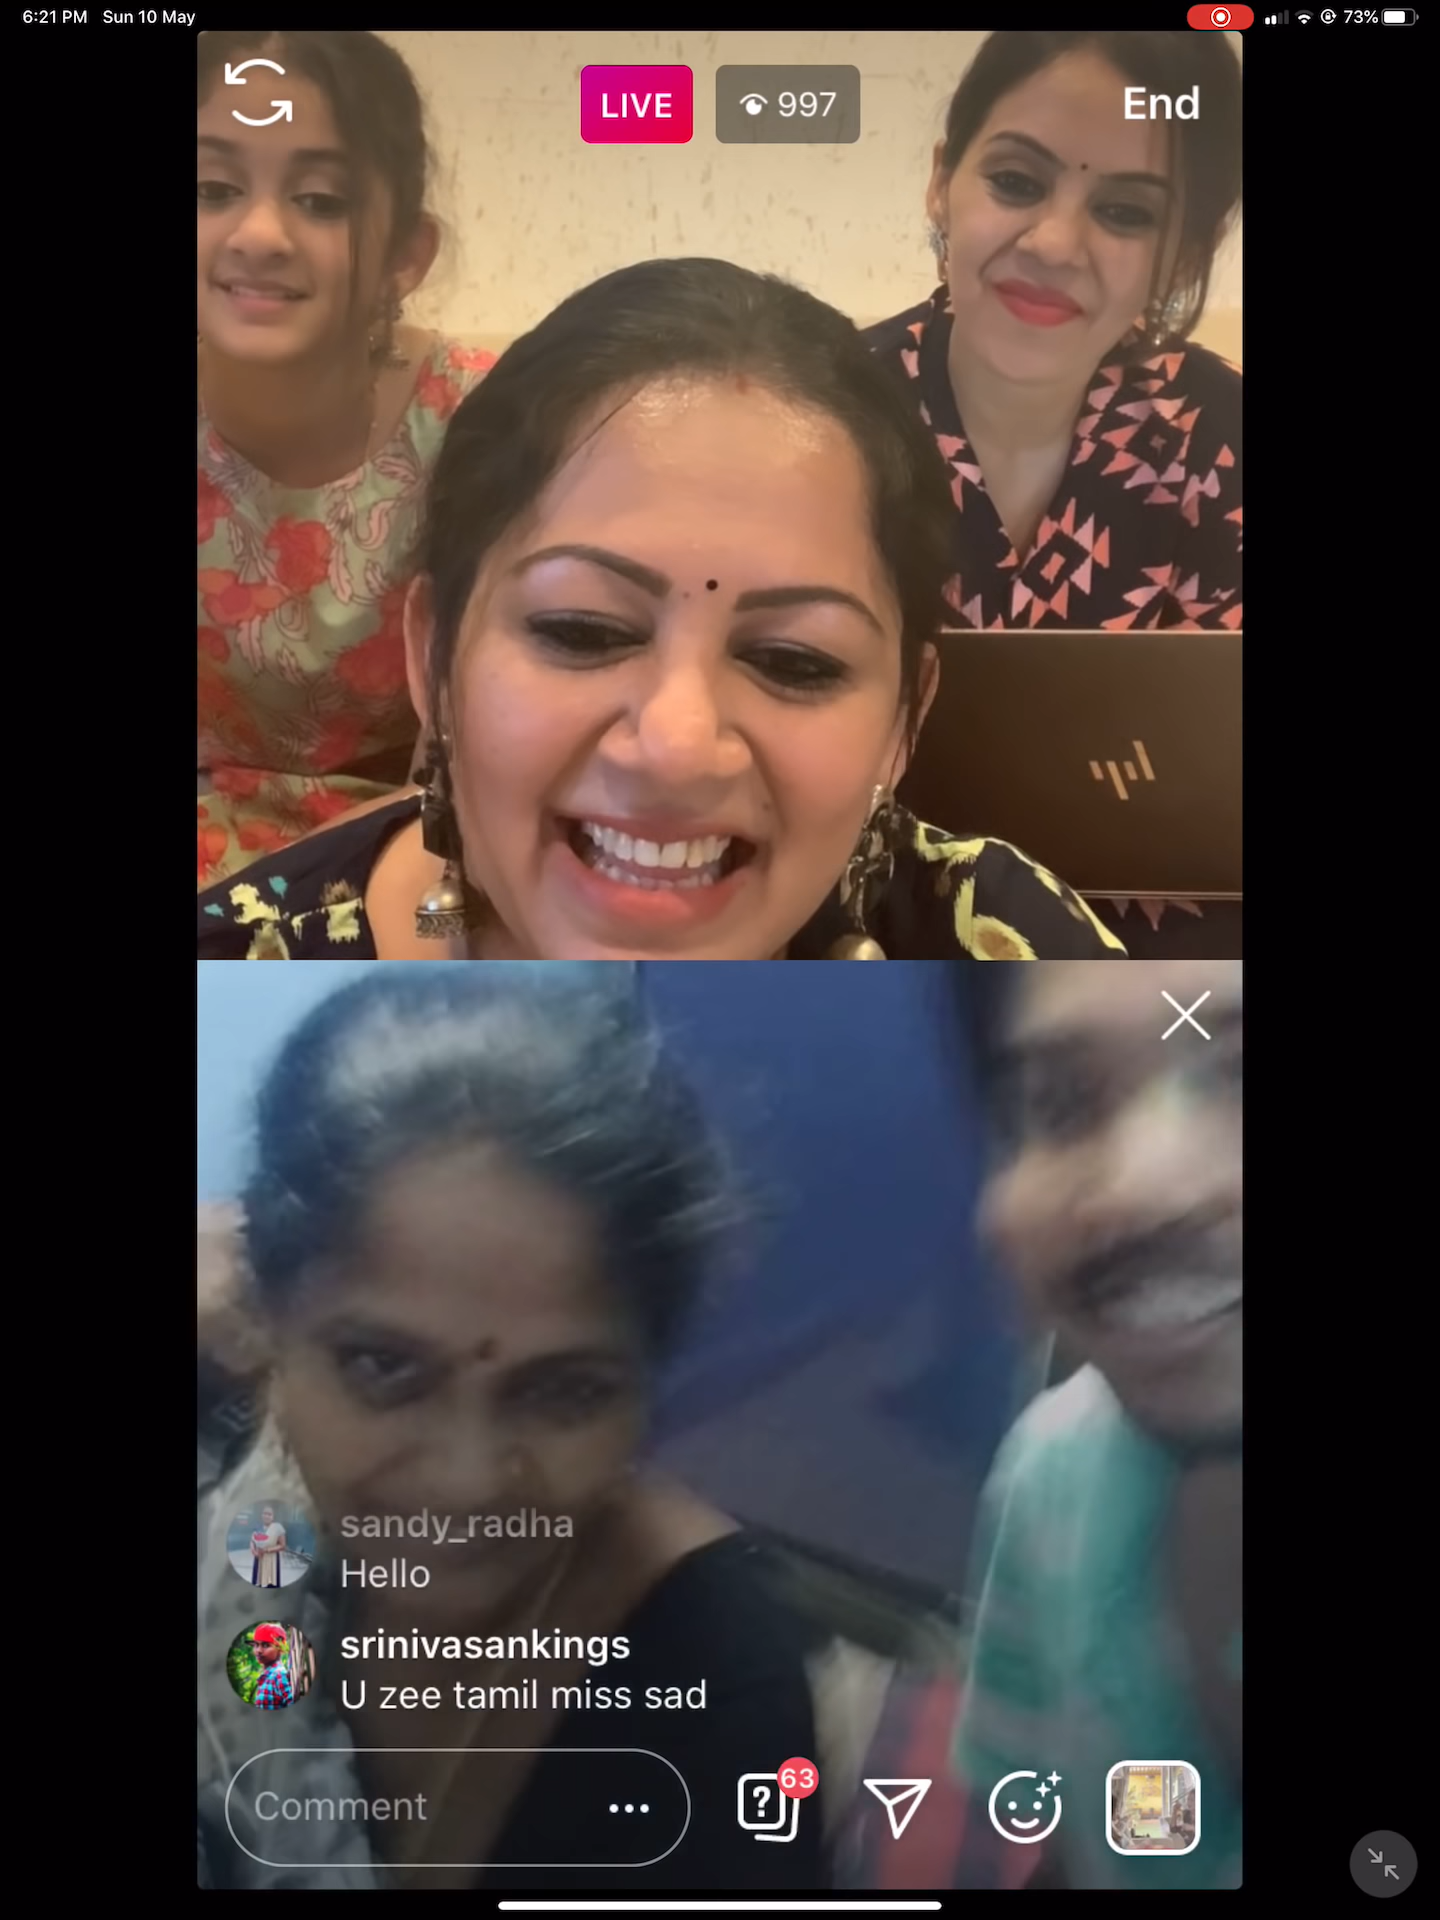 6:21 PM Sun 10 May
73%
LIVE
997
End
sandy_radha
Hello
srinivasankings
U zee tamil miss sad
Comment
63